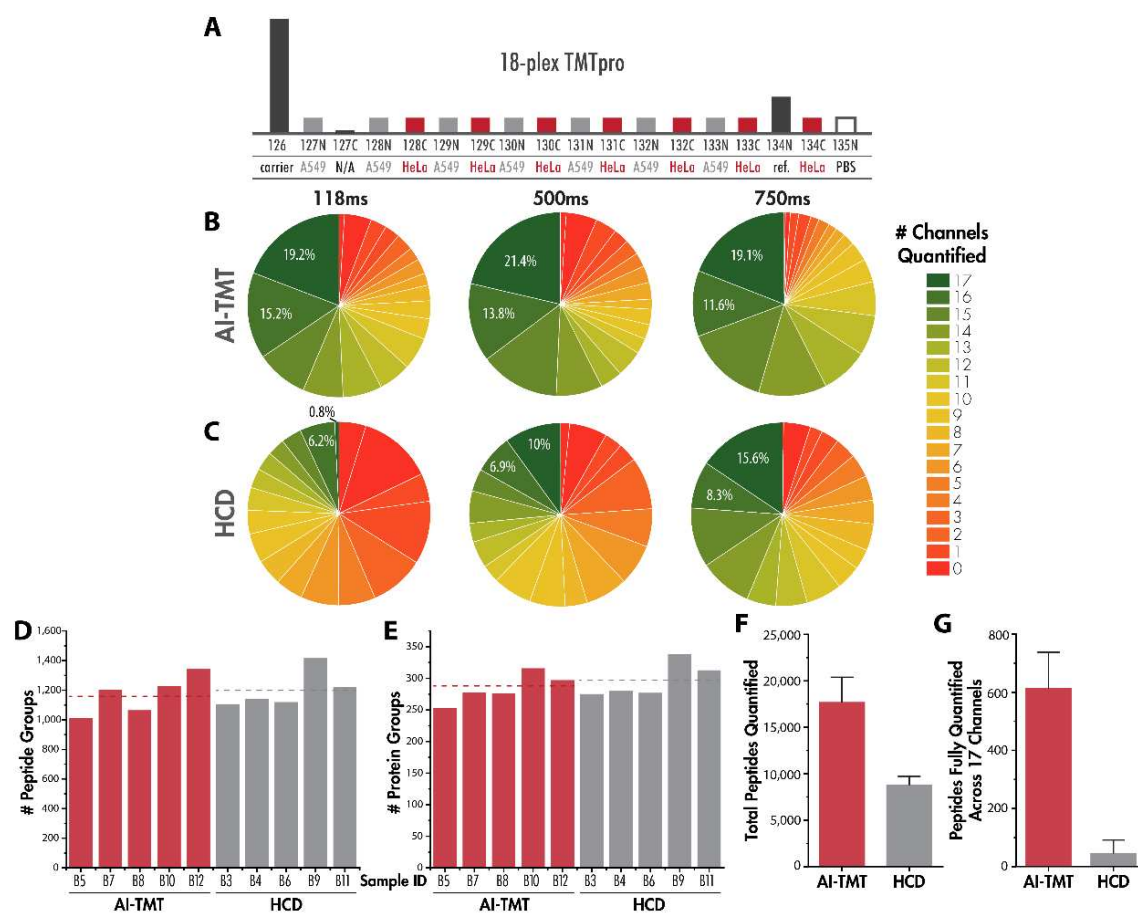 A
18-plex TMTpro
126 127N 127C 128N 128C 129N 129C 130N 130C 131N 131C 132N 132C 133N 133C 134N 134C 135N
carrier A549 N/A A549 HeLa A549 HeLa A549 HeLa A549 HeLa A549 HeLa A549 HeLa ref. HeLa PBS
118ms 500ms 750ms
B
AI-TMT
19.2%
15.2%
21.4%
13.8%
19.1%
11.6%
# Channels
Quantified
17
16
15
14
13
12
11
10
9
8
7
6
5
4
3
2
1
0
C
HCD
0.8%
6.2%
10%
6.9%
15.6%
8.3%
D
# Peptide Groups
1,600
1,400
1,200
1,000
800
600
400
200
0
B5 B7 B8 B10 B12 B3 B4 B6 B9 B11
AI-TMT HCD
Sample ID
E
# Protein Groups
350
300
250
200
150
100
50
0
B5 B7 B8 B10 B12 B3 B4 B6 B9 B11
AI-TMT HCD
F
Total Peptides Quantified
25,000
20,000
15,000
10,000
5,000
0
AI-TMT HCD
G
Peptides Fully Quantified
Across 17 Channels
800
600
400
200
0
AI-TMT HCD